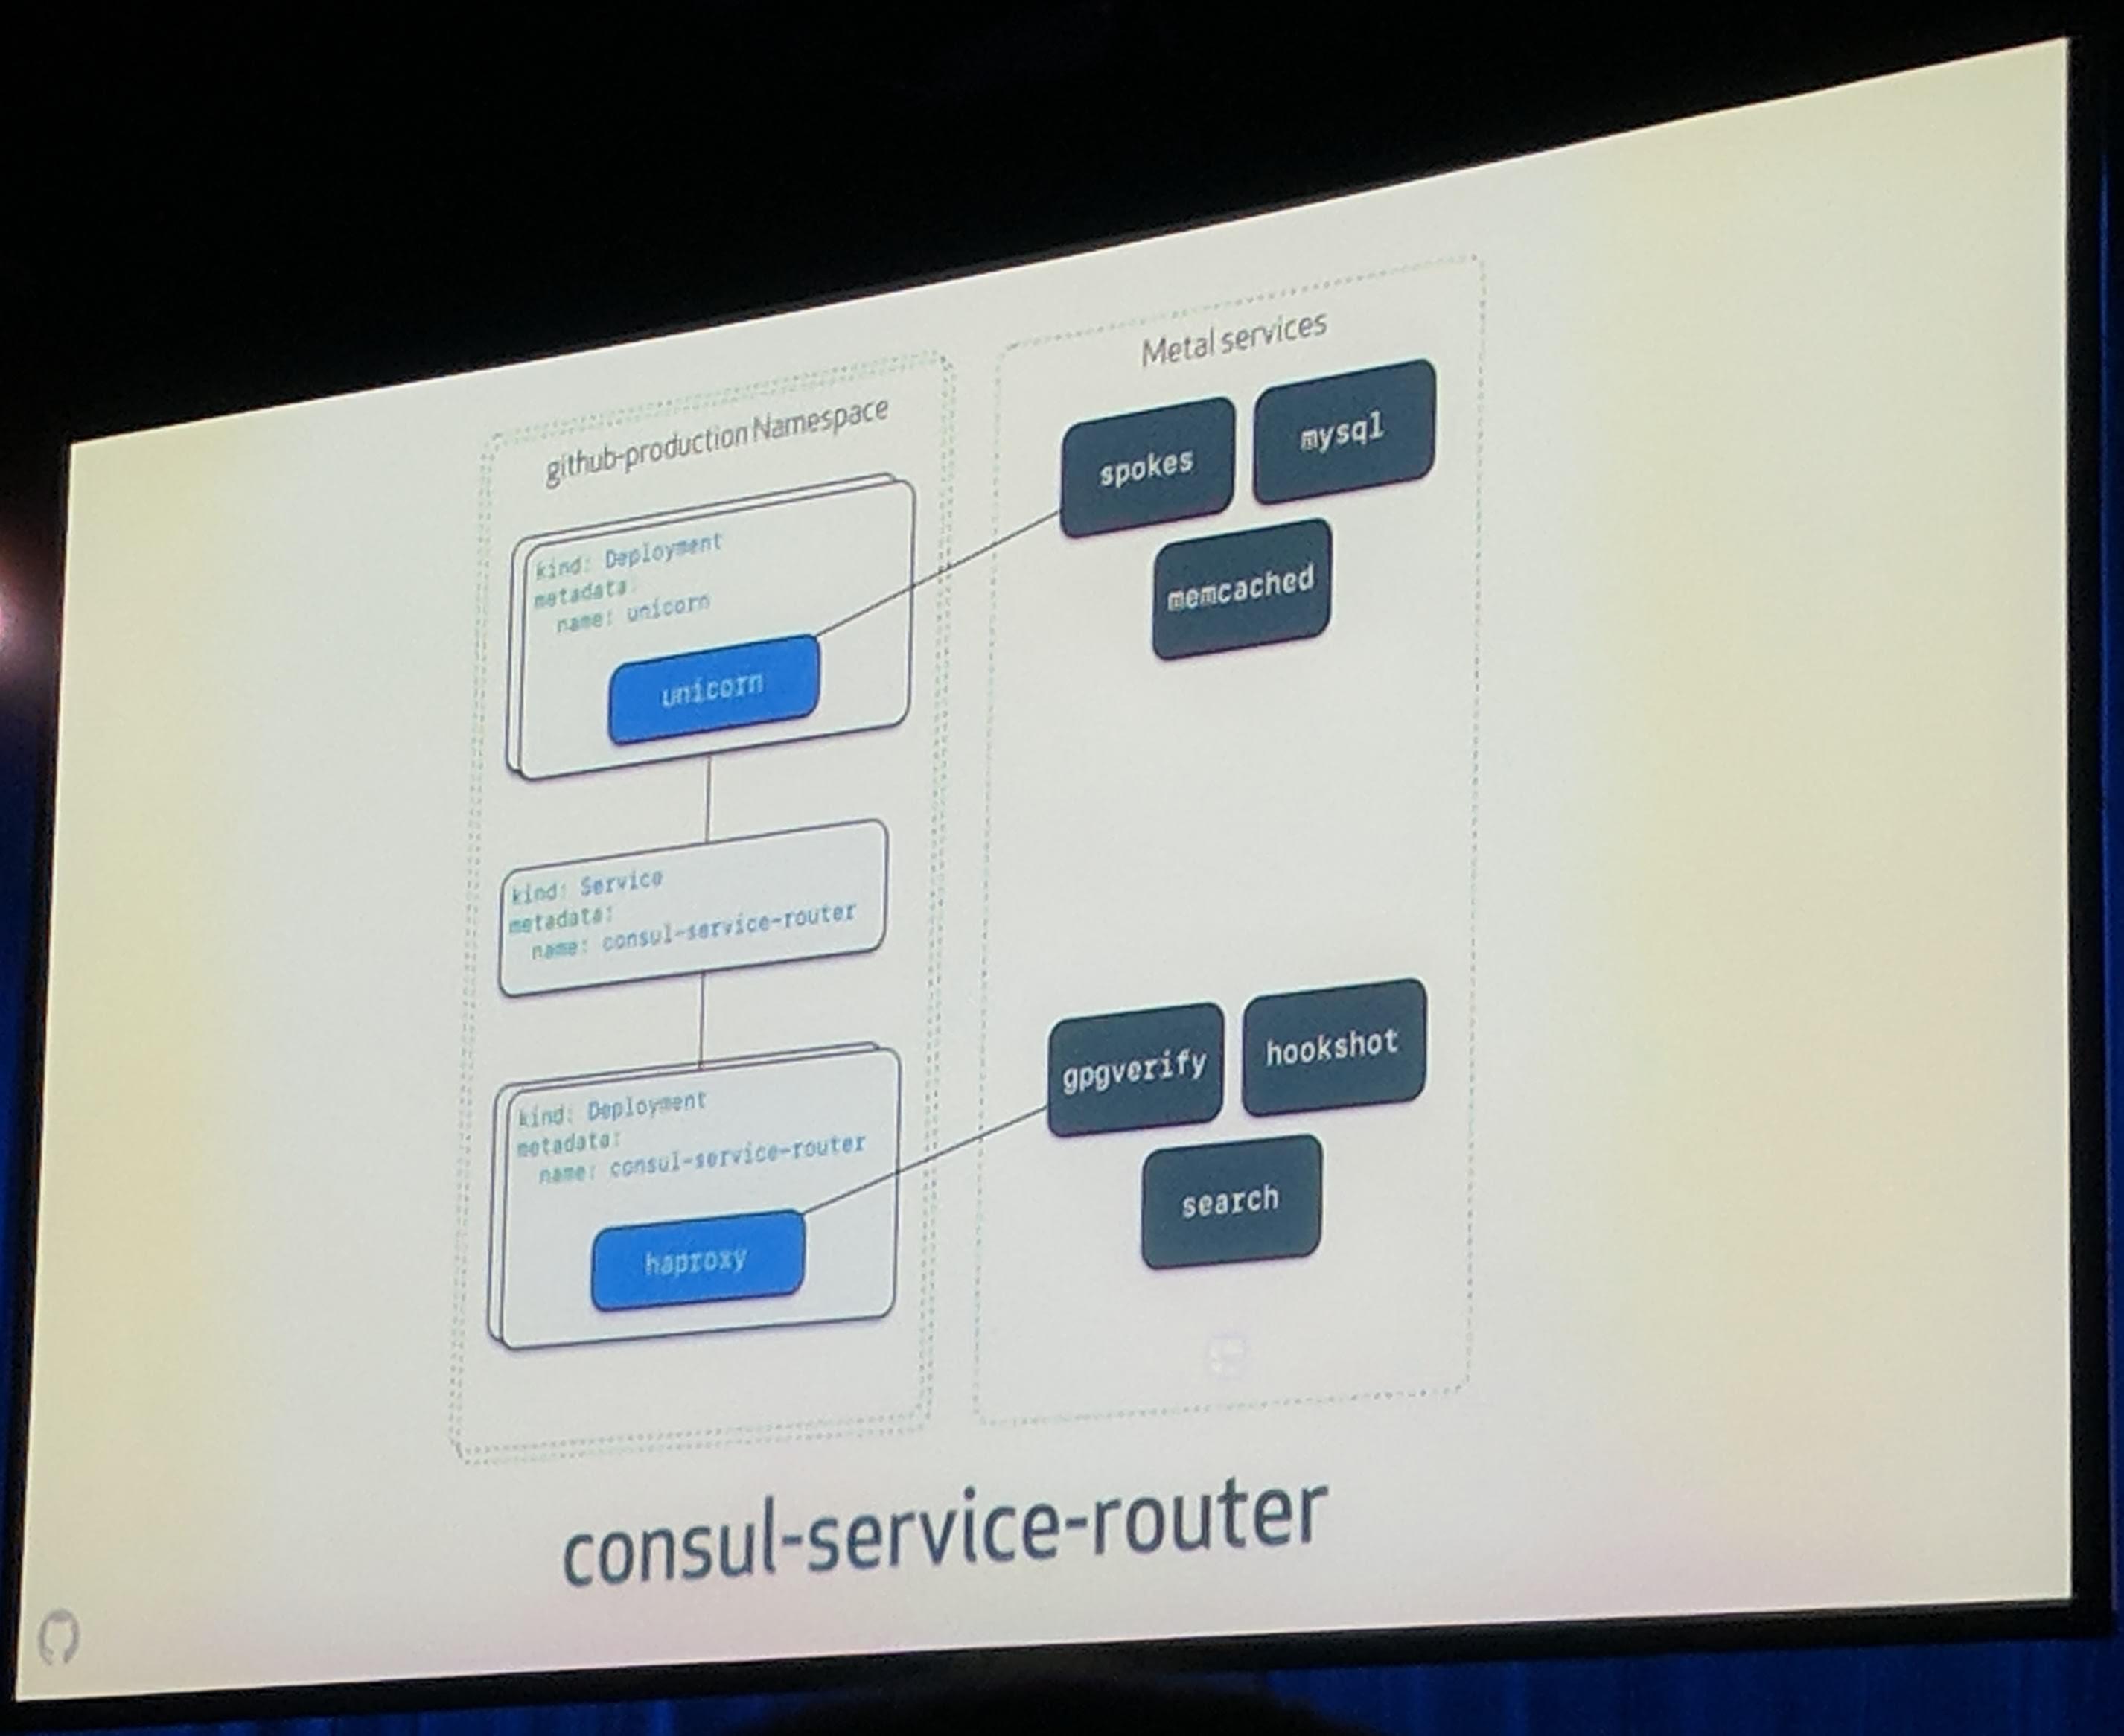 github-production Namespace
kind: Deployment
metadata:
name: unicorn
unicorn
kind: Service
metadata:
name: consul-service-router
kind: Deployment
metadata:
name: consul-service-router
haproxy
Metal services
spokes
mysql
memcached
gpgverify
hookshot
search
consul-service-router